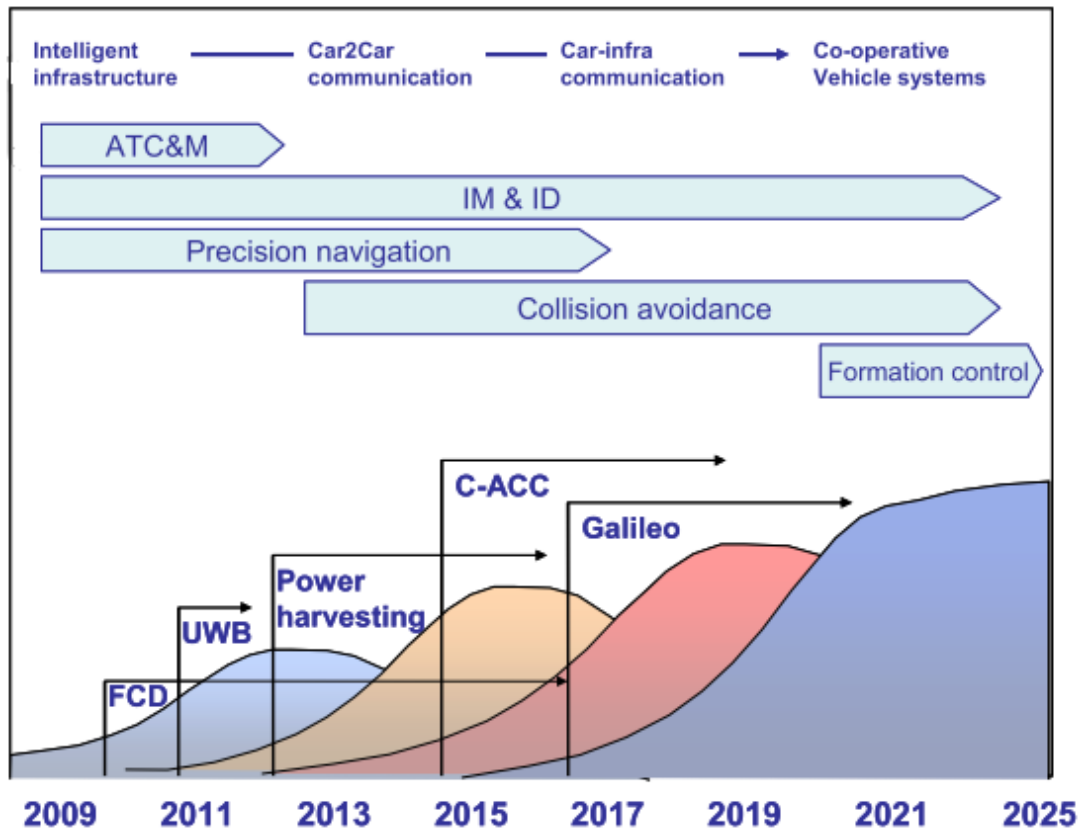 Intelligent
infrastructure
Car2Car
communication
Car-infra
communication
Co-operative
Vehicle systems
ATC&M
IM & ID
Precision navigation
Collision avoidance
Formation control
C-ACC
Galileo
Power
harvesting
UWB
FCD
2009 2011 2013 2015 2017 2019 2021 2025